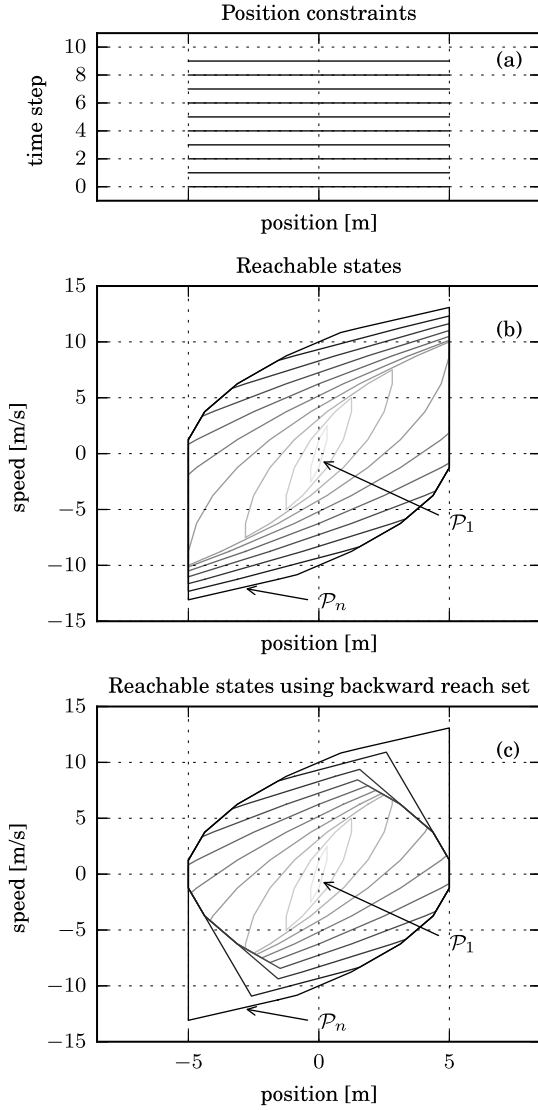 Position constraints
10
8
6
4
2
0
time step
(a)
position [m]
Reachable states
15
10
5
0
−5
−10
−15
speed [m/s]
(b)
𝒫₁
𝒫ₙ
position [m]
Reachable states using backward reach set
15
10
5
0
−5
−10
−15
speed [m/s]
(c)
𝒫₁
𝒫ₙ
−5 0 5
position [m]